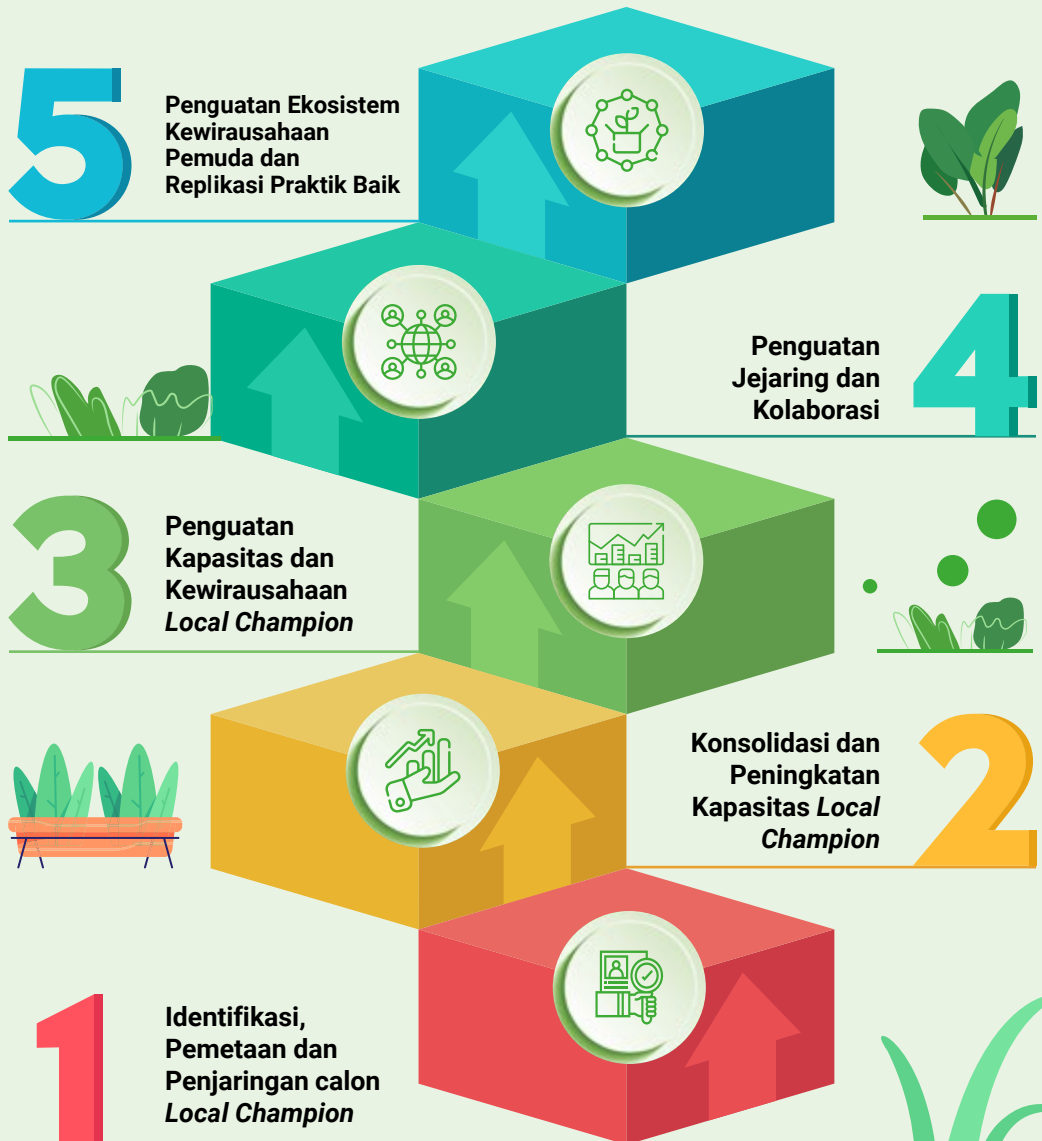 5
Penguatan Ekosistem
Kewirausahaan
Pemuda dan
Replikasi Praktik Baik
4
Penguatan
Jejaring dan
Kolaborasi
3
Penguatan
Kapasitas dan
Kewirausahaan
Local Champion
2
Konsolidasi dan
Peningkatan
Kapasitas Local
Champion
1
Identifikasi,
Pemetaan dan
Penjaringan calon
Local Champion